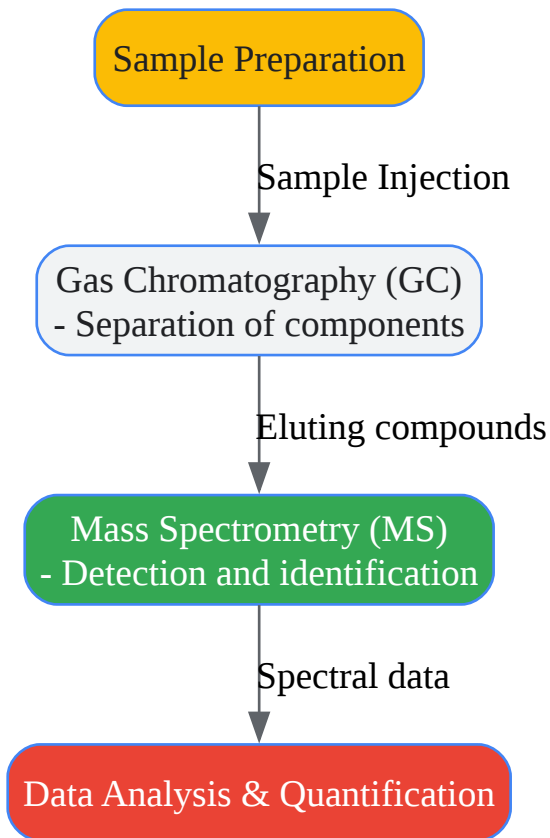 Sample Preparation
Sample Injection
Gas Chromatography (GC)
- Separation of components
Eluting compounds
Mass Spectrometry (MS)
- Detection and identification
Spectral data
Data Analysis & Quantification